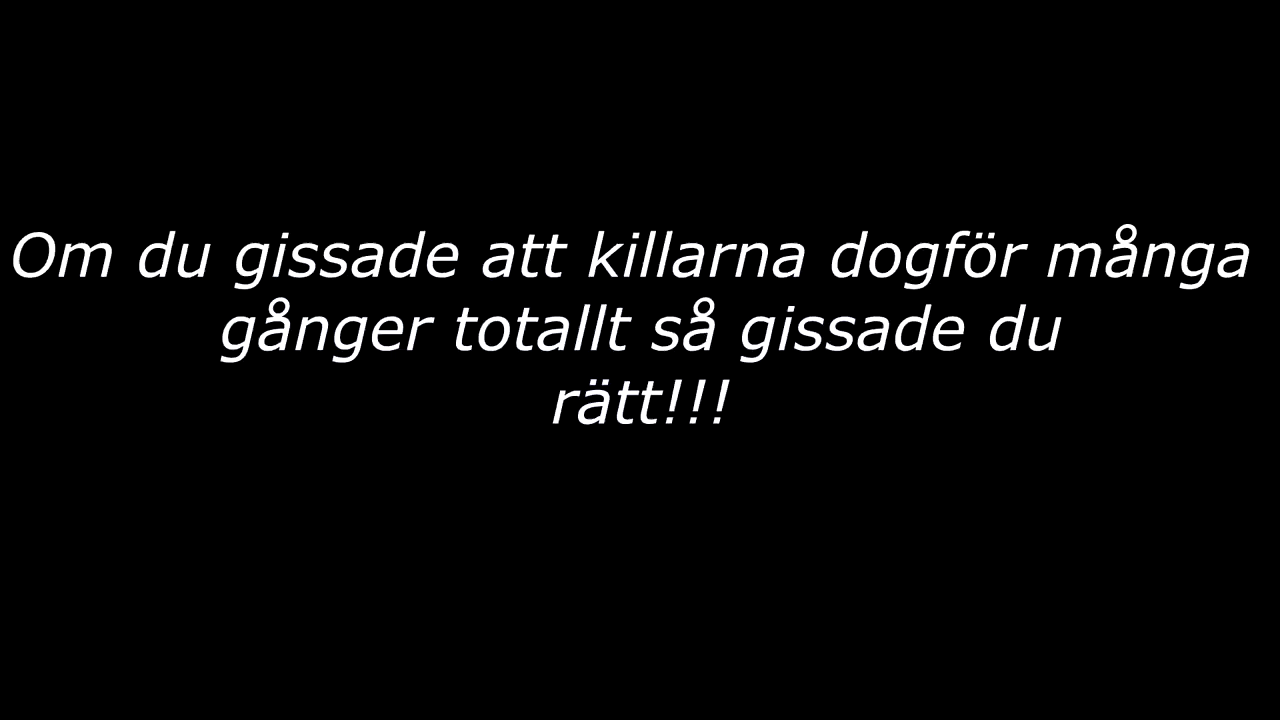 Om du gissade att killarna dogför många
gånger totallt så gissade du
rätt!!!